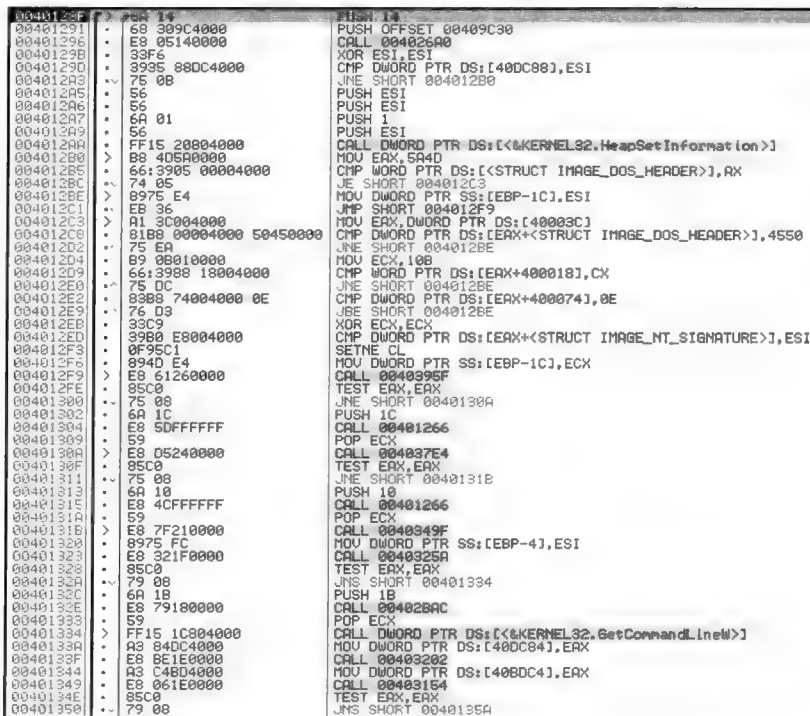 0040128F > 6A 14 PUSH 14
00401291 . 68 309C4000 PUSH OFFSET 00409C30
00401296 . E8 05140000 CALL 004026A0
0040129B . 33F6 XOR ESI,ESI
0040129D . 3935 88DC4000 CMP DWORD PTR DS:[40DC88],ESI
004012A3 . 75 0B JNE SHORT 004012B0
004012A5 . 56 PUSH ESI
004012A6 . 56 PUSH ESI
004012A7 . 6A 01 PUSH 1
004012A9 . 56 PUSH ESI
004012AA . FF15 20804000 CALL DWORD PTR DS:[<&KERNEL32.HeapSetInformation>]
004012B0 > B8 4D5A0000 MOV EAX,5A4D
004012B5 . 66:3905 00004000 CMP WORD PTR DS:[<STRUCT IMAGE_DOS_HEADER>],AX
004012BC . 74 05 JE SHORT 004012C3
004012BE > 8975 E4 MOV DWORD PTR SS:[EBP-1C],ESI
004012C1 . EB 36 JMP SHORT 004012F9
004012C3 > A1 3C004000 MOV EAX,DWORD PTR DS:[40003C]
004012C8 . 81B8 00004000 50450000 CMP DWORD PTR DS:[EAX+<STRUCT IMAGE_DOS_HEADER>],4550
004012D2 . 75 EA JNE SHORT 004012BE
004012D4 . B9 0B010000 MOV ECX,10B
004012D9 . 66:3988 18004000 CMP WORD PTR DS:[EAX+400018],CX
004012E0 . 75 DC JNE SHORT 004012BE
004012E2 . 83B8 74004000 0E CMP DWORD PTR DS:[EAX+400074],0E
004012E9 . 76 D3 JBE SHORT 004012BE
004012EB . 33C9 XOR ECX,ECX
004012ED . 39B0 E8004000 CMP DWORD PTR DS:[EAX+<STRUCT IMAGE_NT_SIGNATURE>],ESI
004012F3 . 0F95C1 SETNE CL
004012F6 . 894D E4 MOV DWORD PTR SS:[EBP-1C],ECX
004012F9 > E8 61260000 CALL 0040395F
004012FE . 85C0 TEST EAX,EAX
00401300 . 75 08 JNE SHORT 0040130A
00401302 . 6A 1C PUSH 1C
00401304 . E8 5DFFFFFF CALL 00401266
00401309 . 59 POP ECX
0040130A > E8 D5240000 CALL 004037E4
0040130F . 85C0 TEST EAX,EAX
00401311 . 75 08 JNE SHORT 0040131B
00401313 . 6A 10 PUSH 10
00401315 . E8 4CFFFFFF CALL 00401266
0040131A . 59 POP ECX
0040131B > E8 7F210000 CALL 0040349F
00401320 . 8975 FC MOV DWORD PTR SS:[EBP-4],ESI
00401323 . E8 321F0000 CALL 0040325A
00401328 . 85C0 TEST EAX,EAX
0040132A . 79 08 JNS SHORT 00401334
0040132C . 6A 1B PUSH 1B
0040132E . E8 79180000 CALL 00402BAC
00401333 . 59 POP ECX
00401334 > FF15 1C804000 CALL DWORD PTR DS:[<&KERNEL32.GetCommandLineW>]
0040133A . A3 84DC4000 MOV DWORD PTR DS:[40DC84],EAX
0040133F . E8 BE1E0000 CALL 00403202
00401344 . A3 C4BD4000 MOV DWORD PTR DS:[40BDC4],EAX
00401349 . E8 061E0000 CALL 00403154
0040134E . 85C0 TEST EAX,EAX
00401350 . 79 08 JNS SHORT 0040135A